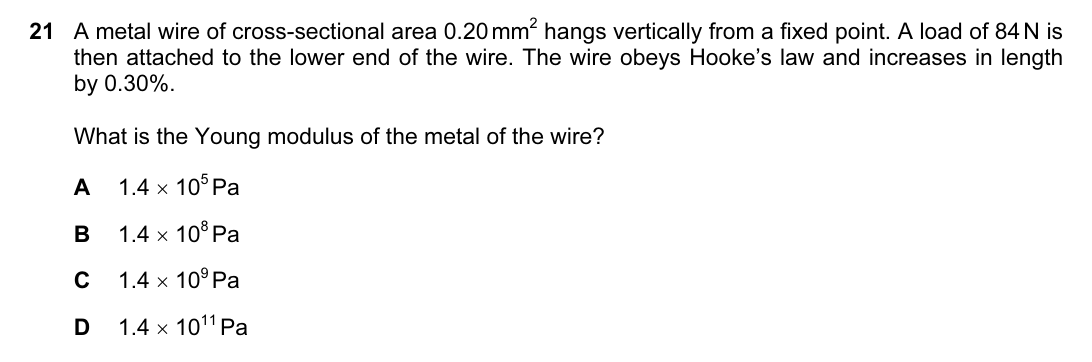 21 A metal wire of cross-sectional area 0.20 mm² hangs vertically from a fixed point. A load of 84 N is
then attached to the lower end of the wire. The wire obeys Hooke’s law and increases in length
by 0.30%.
What is the Young modulus of the metal of the wire?
A 1.4 × 10⁵ Pa
B 1.4 × 10⁸ Pa
C 1.4 × 10⁹ Pa
D 1.4 × 10¹¹ Pa